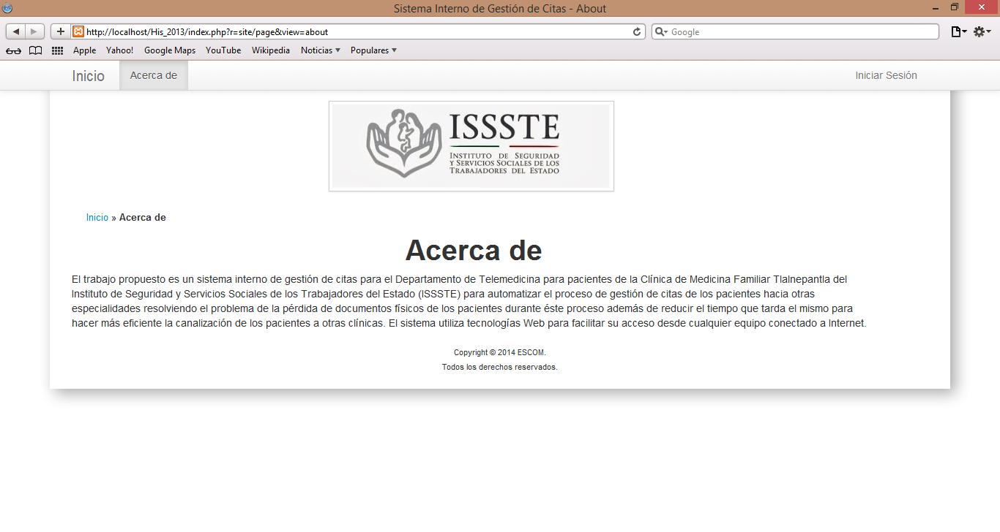 Sistema Interno de Gestión de Citas - About
http://localhost/His_2013/index.php?r=site/page&view=about
Google
Apple Yahoo! Google Maps YouTube Wikipedia Noticias Populares
Inicio Acerca de Iniciar Sesión
ISSSTE
INSTITUTO DE SEGURIDAD
Y SERVICIOS SOCIALES DE LOS
TRABAJADORES DEL ESTADO
Inicio » Acerca de
Acerca de
El trabajo propuesto es un sistema interno de gestión de citas para el Departamento de Telemedicina para pacientes de la Clínica de Medicina Familiar Tlalnepantla del
Instituto de Seguridad y Servicios Sociales de los Trabajadores del Estado (ISSSTE) para automatizar el proceso de gestión de citas de los pacientes hacia otras
especialidades resolviendo el problema de la pérdida de documentos físicos de los pacientes durante éste proceso además de reducir el tiempo que tarda el mismo para
hacer más eficiente la canalización de los pacientes a otras clínicas. El sistema utiliza tecnologías Web para facilitar su acceso desde cualquier equipo conectado a Internet.
Copyright © 2014 ESCOM.
Todos los derechos reservados.